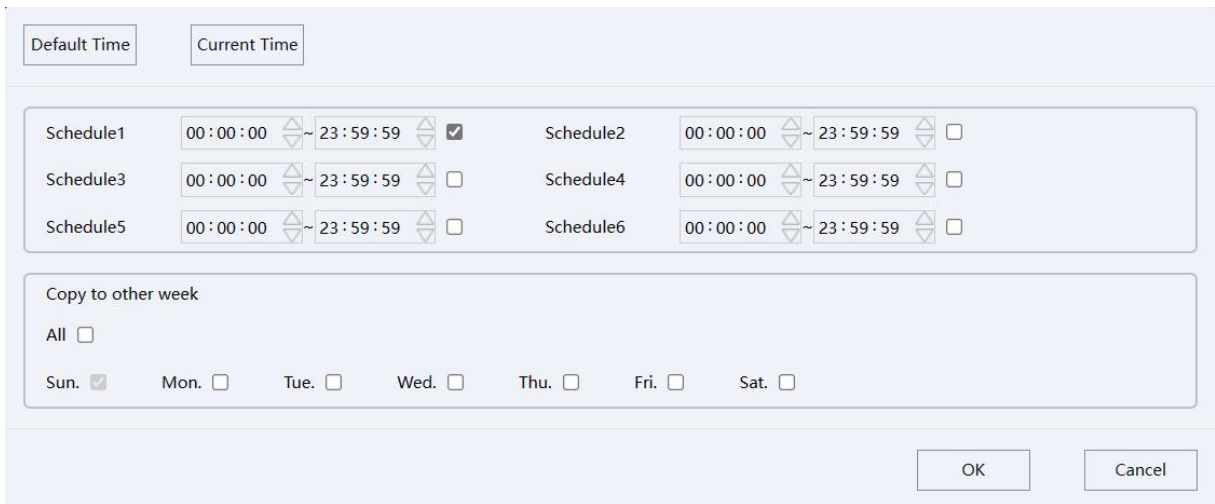 Default Time Current Time
Schedule1 00:00:00 ~ 23:59:59 Schedule2 00:00:00 ~ 23:59:59
Schedule3 00:00:00 ~ 23:59:59 Schedule4 00:00:00 ~ 23:59:59
Schedule5 00:00:00 ~ 23:59:59 Schedule6 00:00:00 ~ 23:59:59
Copy to other week
All
Sun. Mon. Tue. Wed. Thu. Fri. Sat.
OK Cancel